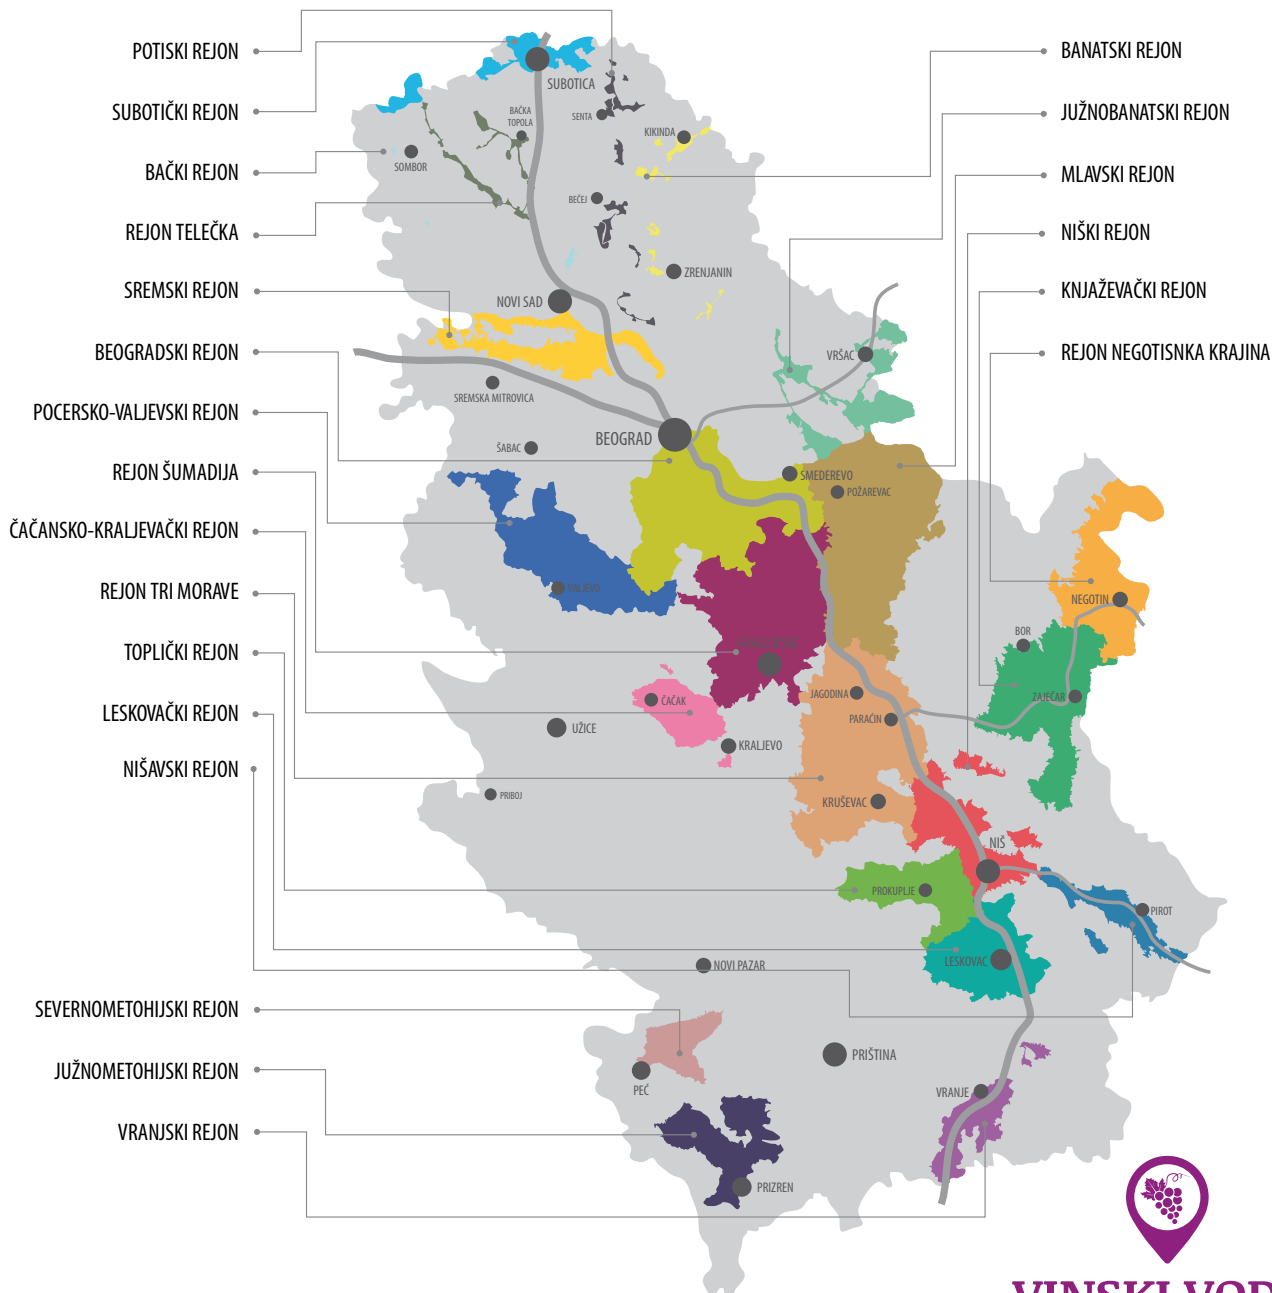 POTISKI REJON
SUBOTIČKI REJON
BAČKI REJON
REJON TELEČKA
SREMSKI REJON
BEOGRADSKI REJON
POCERSKO-VALJEVSKI REJON
REJON ŠUMADIJA
ČAČANSKO-KRALJEVAČKI REJON
REJON TRI MORAVE
TOPLIČKI REJON
LESKOVAČKI REJON
NIŠAVSKI REJON
SEVERNOMETOHIJSKI REJON
JUŽNOMETOHIJSKI REJON
VRANJSKI REJON
BANATSKI REJON
JUŽNOBANATSKI REJON
MLAVSKI REJON
NIŠKI REJON
KNJAŽEVAČKI REJON
REJON NEGOTISNKA KRAJINA
SUBOTICA
BAČKA
TOPOLA
SENTA
KIKINDA
SOMBOR
BEČEJ
ZRENJANIN
NOVI SAD
VRŠAC
SREMSKA MITROVICA
BEOGRAD
ŠABAC
SMEDEREVO
POŽAREVAC
VALJEVO
NEGOTIN
BOR
JAGODINA
ZAJEČAR
ČAČAK
PARAĆIN
UŽICE
KRALJEVO
PRIBOJ
KRUŠEVAC
NIŠ
PROKUPLJE
PIROT
LESKOVAC
NOVI PAZAR
PRIŠTINA
PEĆ
VRANJE
PRIZREN